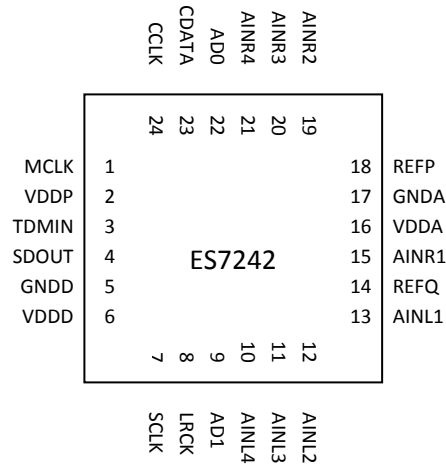 CCLK CDATA AD0 AINR4 AINR3 AINR2
24 23 22 21 20 19
MCLK 1 18 REFP
VDDP 2 17 GNDA
TDMIN 3 16 VDDA
SDOUT 4 ES7242 15 AINR1
GNDD 5 14 REFQ
VDDD 6 13 AINL1
7 8 9 10 11 12
SCLK LRCK AD1 AINL4 AINL3 AINL2